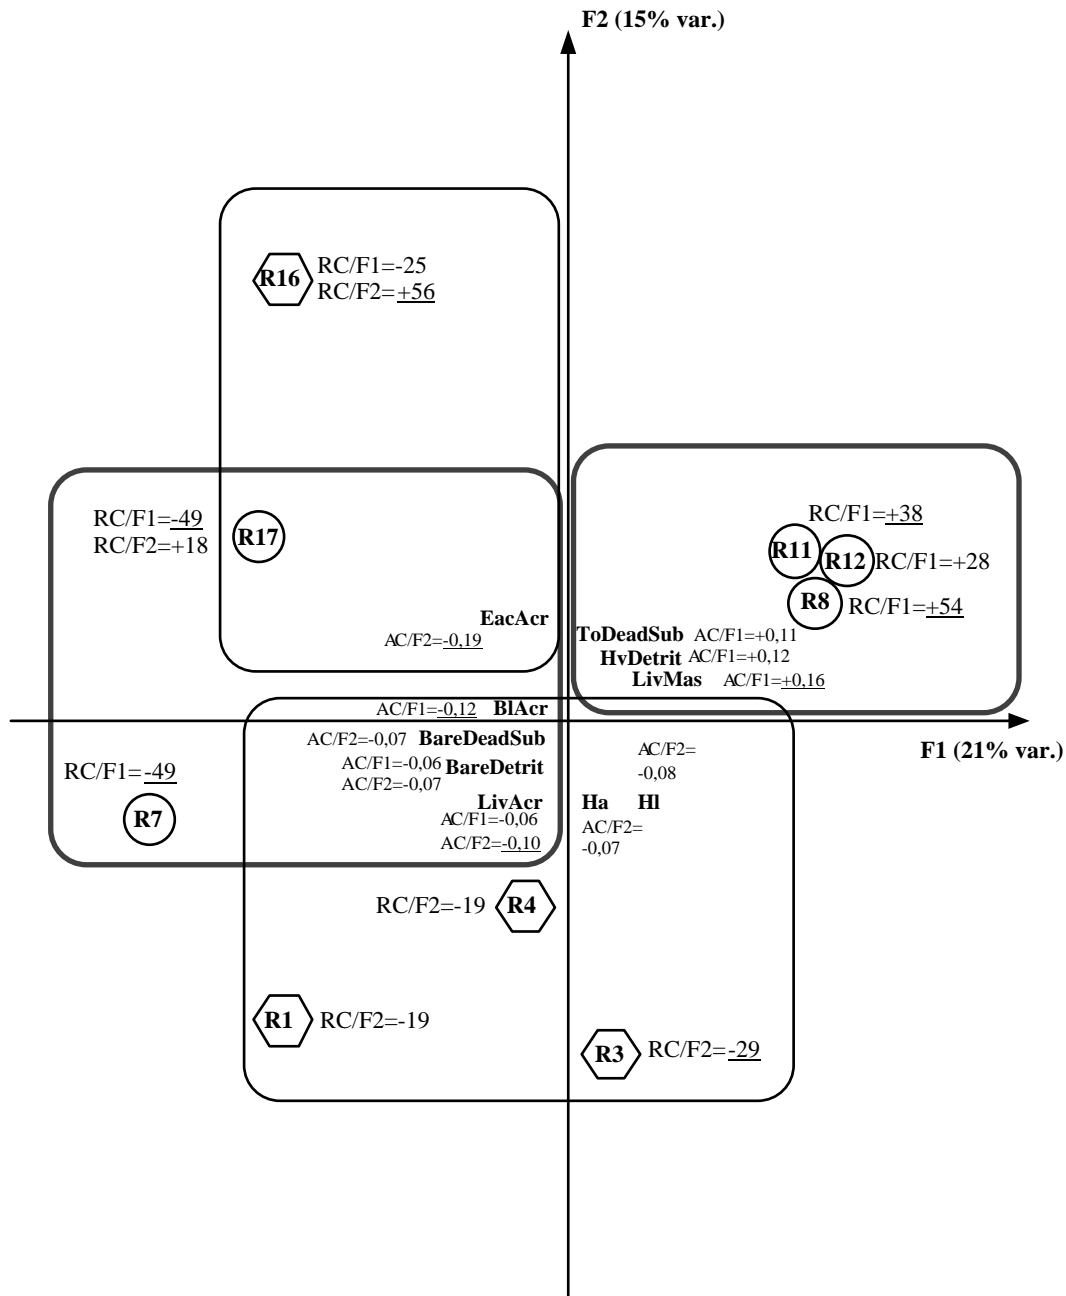 F2 (15% var.)
R16
RC/F1=-25
RC/F2=+56
RC/F1=-49
RC/F2=+18
R17
RC/F1=+38
R11
R12
RC/F1=+28
R8
RC/F1=+54
EacAcr
AC/F2=-0,19
ToDeadSub AC/F1=+0,11
HvDetrit AC/F1=+0,12
LivMas AC/F1=+0,16
AC/F1=-0,12 BlAcr
AC/F2=-0,07 BareDeadSub
AC/F1=-0,06 BareDetrit
AC/F2=-0,07
LivAcr
AC/F1=-0,06
AC/F2=-0,10
AC/F2=
-0,08
Ha Hl
AC/F2=
-0,07
F1 (21% var.)
RC/F1=-49
R7
RC/F2=-19 R4
R1 RC/F2=-19
R3 RC/F2=-29